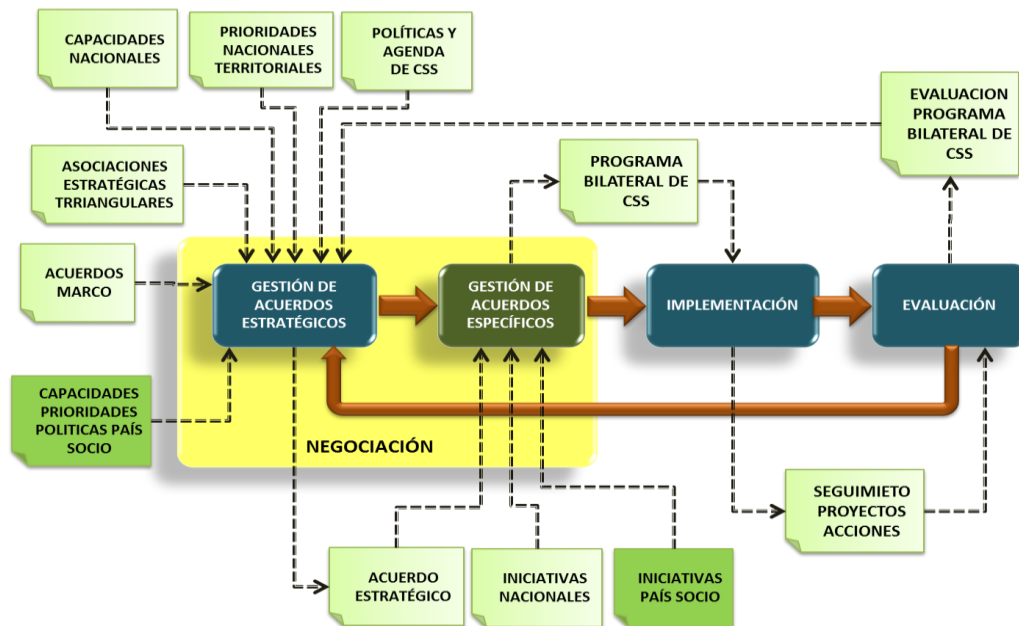 CAPACIDADES
NACIONALES
PRIORIDADES
NACIONALES
TERRITORIALES
POLÍTICAS Y
AGENDA
DE CSS
EVALUACION
PROGRAMA
BILATERAL DE
CSS
ASOCIACIONES
ESTRATÉGICAS
TRRIANGULARES
PROGRAMA
BILATERAL DE
CSS
ACUERDOS
MARCO
GESTIÓN DE
ACUERDOS
ESTRATÉGICOS
GESTIÓN DE
ACUERDOS
ESPECÍFICOS
IMPLEMENTACIÓN
EVALUACIÓN
CAPACIDADES
PRIORIDADES
POLITICAS PAÍS
SOCIO
NEGOCIACIÓN
SEGUIMIETO
PROYECTOS
ACCIONES
ACUERDO
ESTRATÉGICO
INICIATIVAS
NACIONALES
INICIATIVAS
PAÍS SOCIO